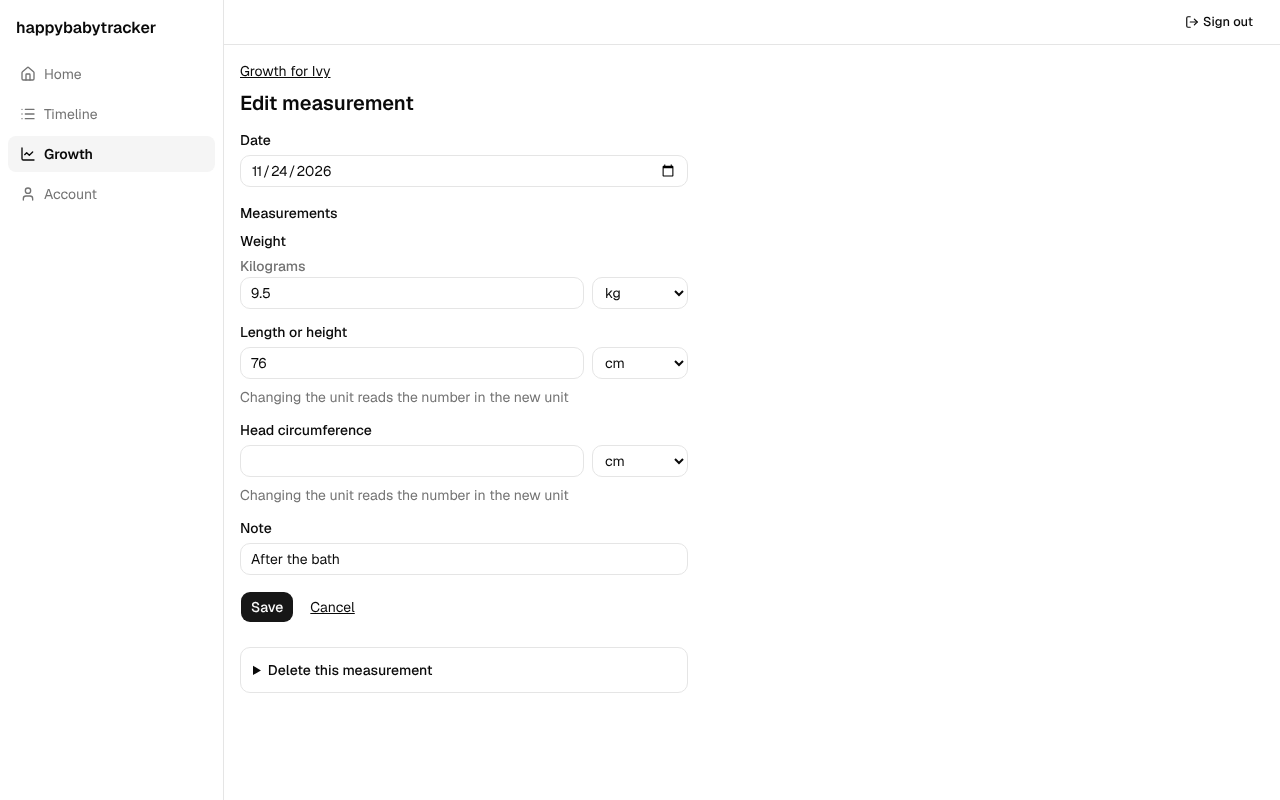 happybabytracker
Sign out
Home
Timeline
Growth
Account
Growth for Ivy
Edit measurement
Date
11/24/2026
Measurements
Weight
Kilograms
9.5
kg
Length or height
76
cm
Changing the unit reads the number in the new unit
Head circumference
cm
Changing the unit reads the number in the new unit
Note
After the bath
Save
Cancel
Delete this measurement